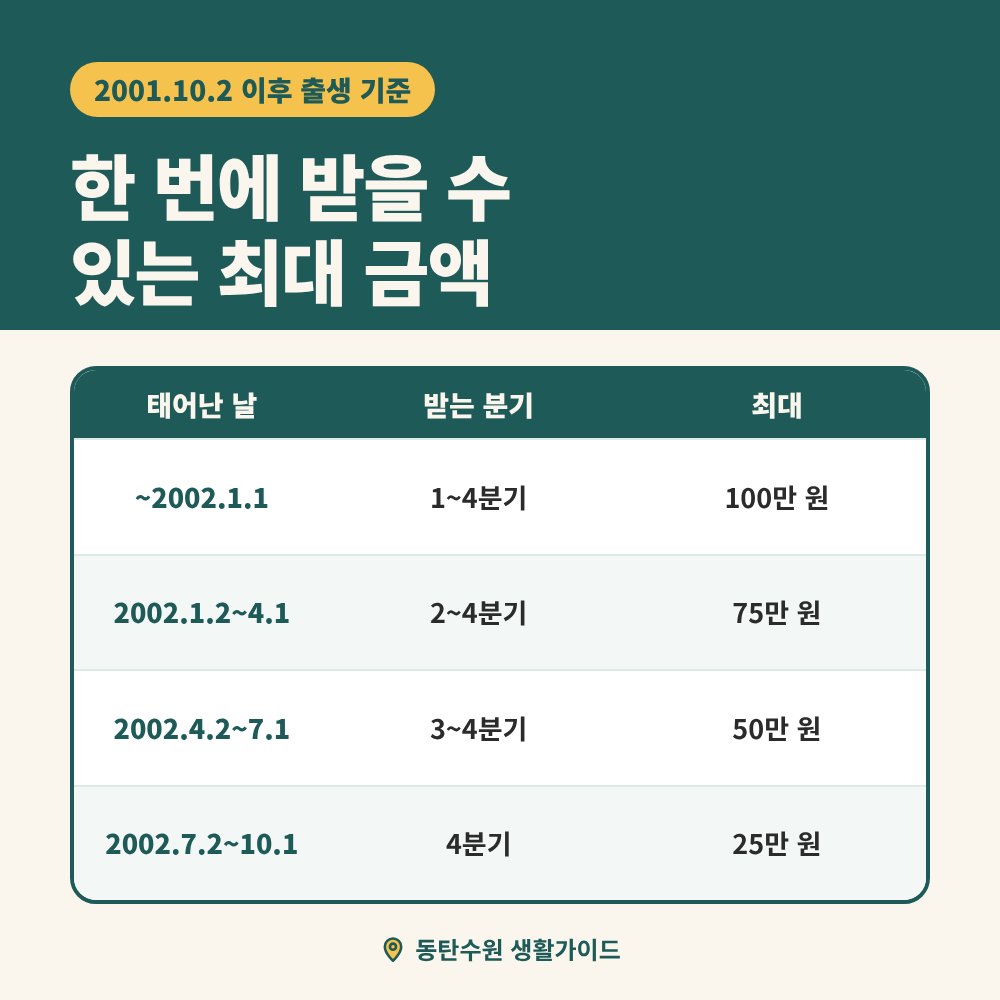 2001.10.2 이후 출생 기준
한 번에 받을 수
있는 최대 금액
태어난 날 받는 분기 최대
~2002.1.1 1~4분기 100만 원
2002.1.2~4.1 2~4분기 75만 원
2002.4.2~7.1 3~4분기 50만 원
2002.7.2~10.1 4분기 25만 원
동탄수원 생활가이드